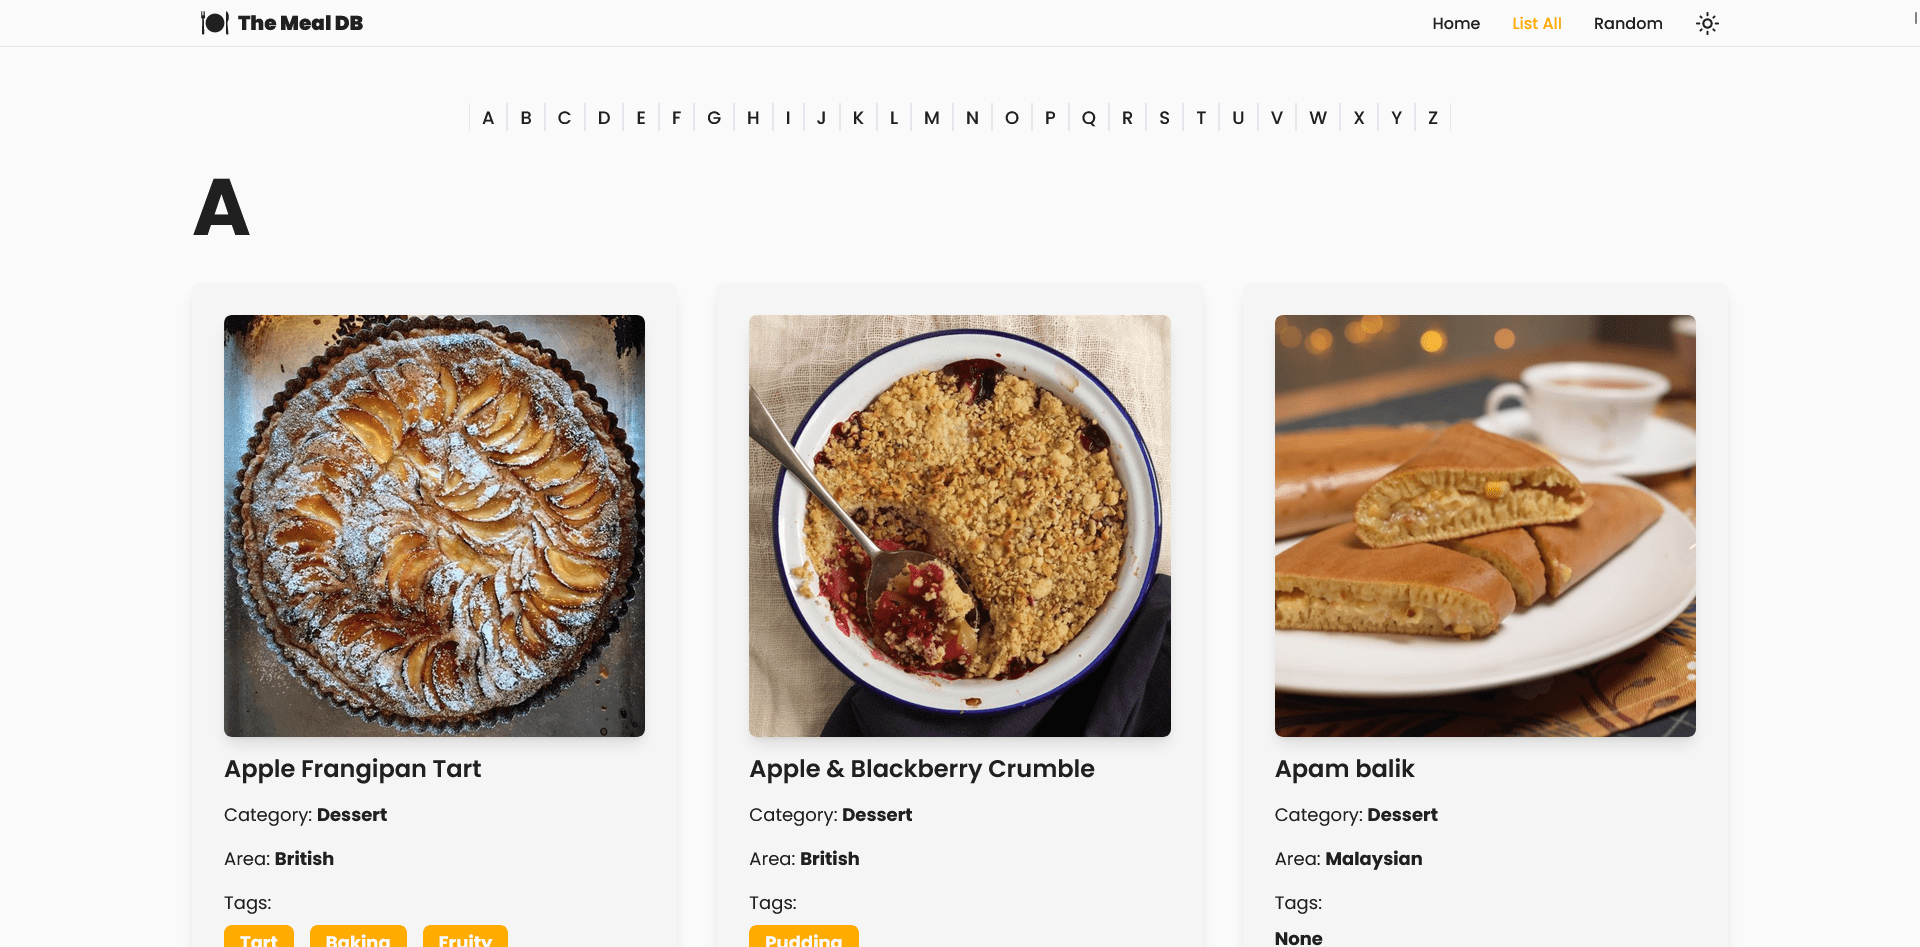 The Meal DB
Home List All Random
A B C D E F G H I J K L M N O P Q R S T U V W X Y Z
A
Apple Frangipan Tart
Category: Dessert
Area: British
Tags:
Tart Baking Fruity
Apple & Blackberry Crumble
Category: Dessert
Area: British
Tags:
Pudding
Apam balik
Category: Dessert
Area: Malaysian
Tags:
None